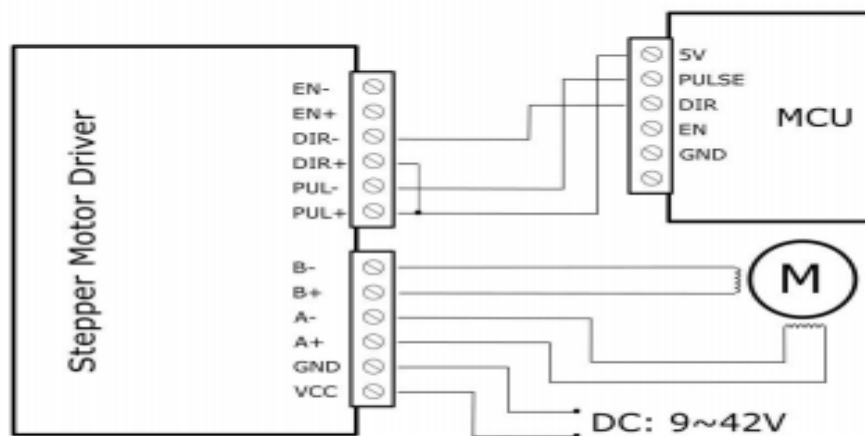 Stepper Motor Driver
EN-
EN+
DIR-
DIR+
PUL-
PUL+
B-
B+
A-
A+
GND
VCC
5V
PULSE
DIR
EN
GND
MCU
M
DC: 9~42V